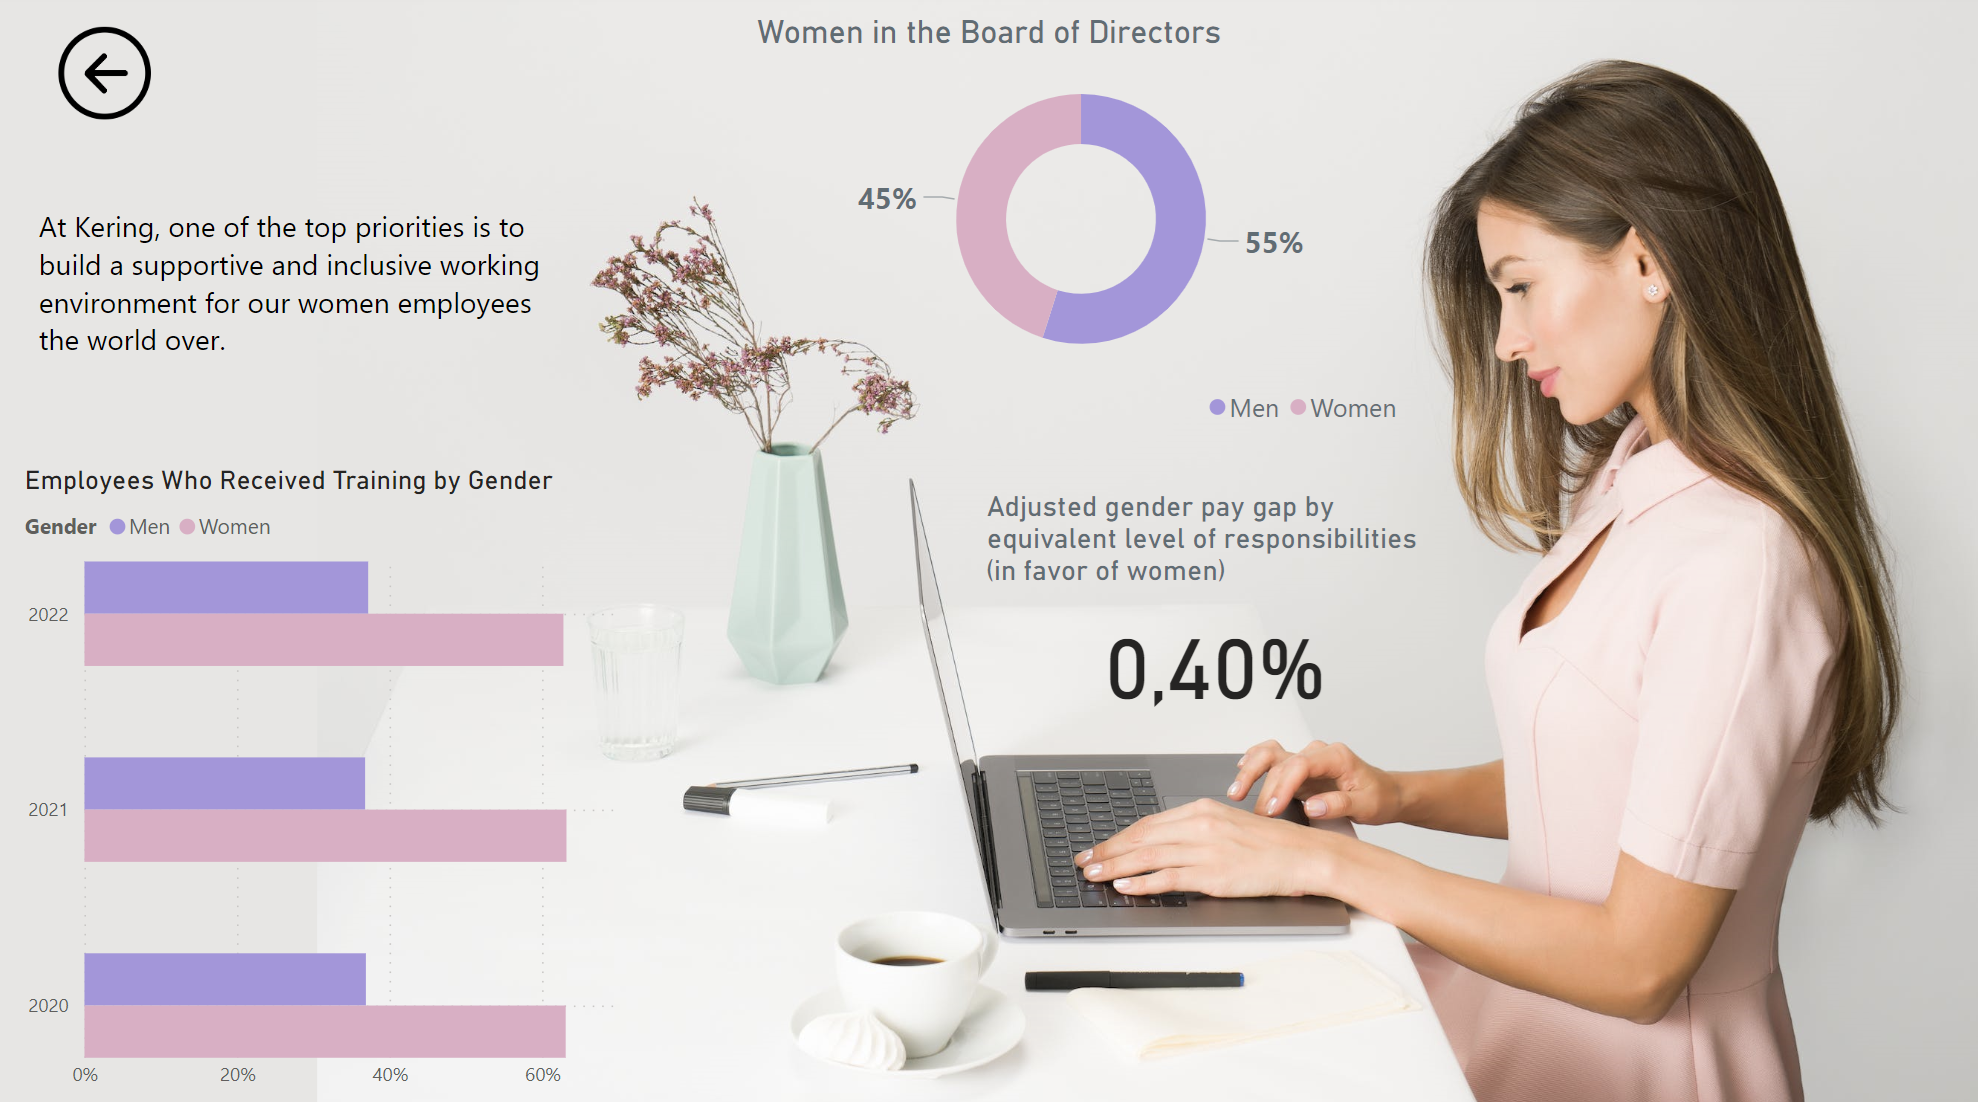 Women in the Board of Directors
45%
55%
Men Women
At Kering, one of the top priorities is to
build a supportive and inclusive working
environment for our women employees
the world over.
Employees Who Received Training by Gender
Gender Men Women
2022
2021
2020
0% 20% 40% 60%
Adjusted gender pay gap by
equivalent level of responsibilities
(in favor of women)
0,40%